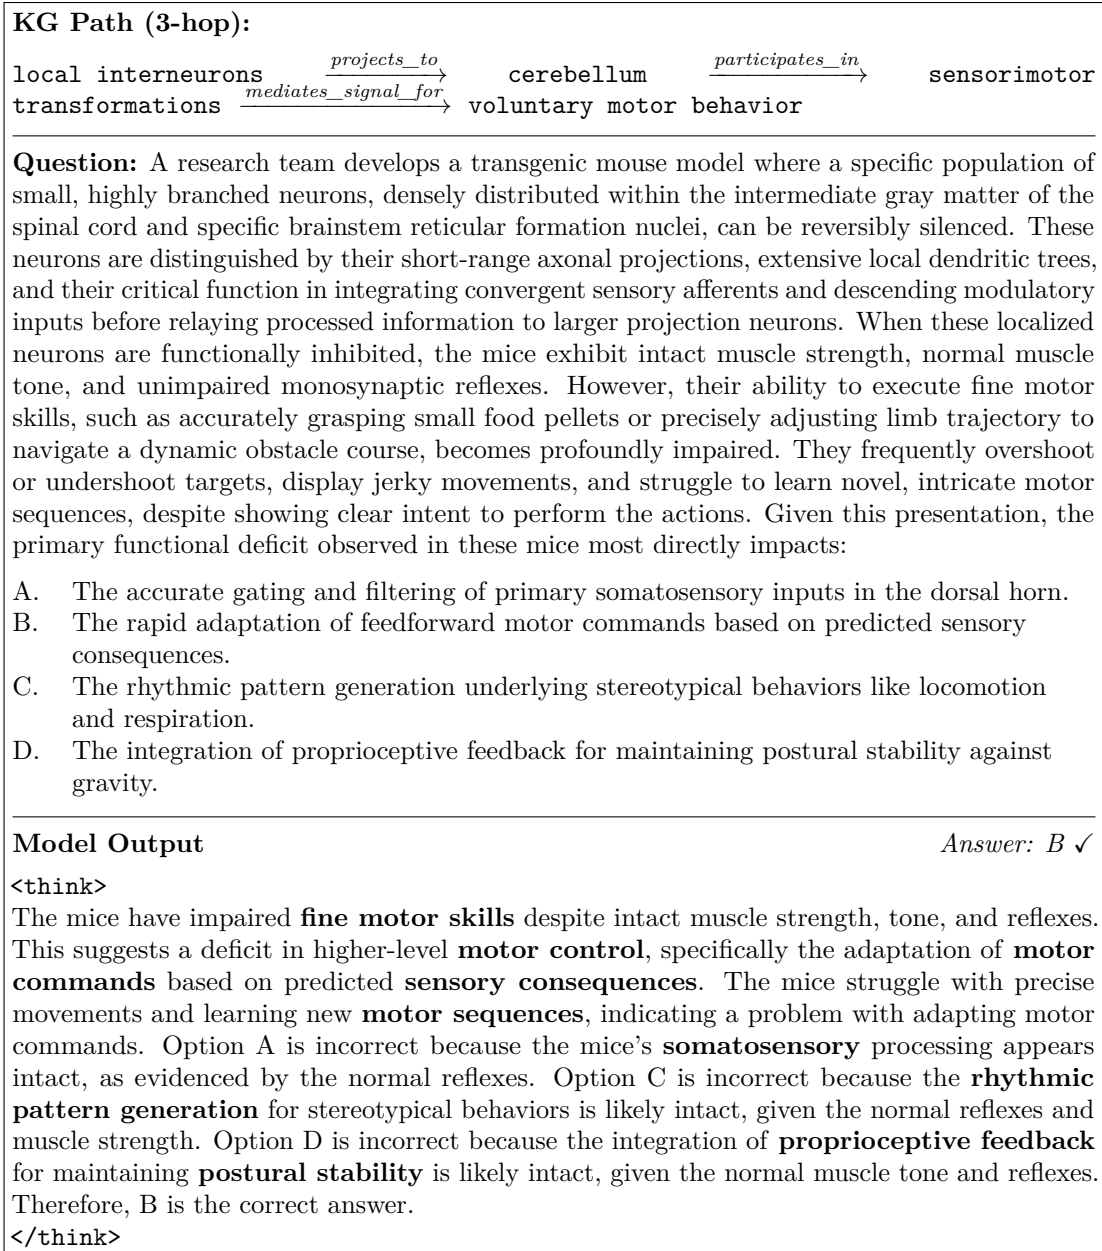 KG Path (3-hop):
local interneurons projects_to cerebellum participates_in sensorimotor
transformations mediates_signal_for voluntary motor behavior
Question: A research team develops a transgenic mouse model where a specific population of
small, highly branched neurons, densely distributed within the intermediate gray matter of the
spinal cord and specific brainstem reticular formation nuclei, can be reversibly silenced. These
neurons are distinguished by their short-range axonal projections, extensive local dendritic trees,
and their critical function in integrating convergent sensory afferents and descending modulatory
inputs before relaying processed information to larger projection neurons. When these localized
neurons are functionally inhibited, the mice exhibit intact muscle strength, normal muscle
tone, and unimpaired monosynaptic reflexes. However, their ability to execute fine motor
skills, such as accurately grasping small food pellets or precisely adjusting limb trajectory to
navigate a dynamic obstacle course, becomes profoundly impaired. They frequently overshoot
or undershoot targets, display jerky movements, and struggle to learn novel, intricate motor
sequences, despite showing clear intent to perform the actions. Given this presentation, the
primary functional deficit observed in these mice most directly impacts:
A. The accurate gating and filtering of primary somatosensory inputs in the dorsal horn.
B. The rapid adaptation of feedforward motor commands based on predicted sensory
consequences.
C. The rhythmic pattern generation underlying stereotypical behaviors like locomotion
and respiration.
D. The integration of proprioceptive feedback for maintaining postural stability against
gravity.
Model Output Answer: B ✓
<think>
The mice have impaired fine motor skills despite intact muscle strength, tone, and reflexes.
This suggests a deficit in higher-level motor control, specifically the adaptation of motor
commands based on predicted sensory consequences. The mice struggle with precise
movements and learning new motor sequences, indicating a problem with adapting motor
commands. Option A is incorrect because the mice's somatosensory processing appears
intact, as evidenced by the normal reflexes. Option C is incorrect because the rhythmic
pattern generation for stereotypical behaviors is likely intact, given the normal reflexes and
muscle strength. Option D is incorrect because the integration of proprioceptive feedback
for maintaining postural stability is likely intact, given the normal muscle tone and reflexes.
Therefore, B is the correct answer.
</think>